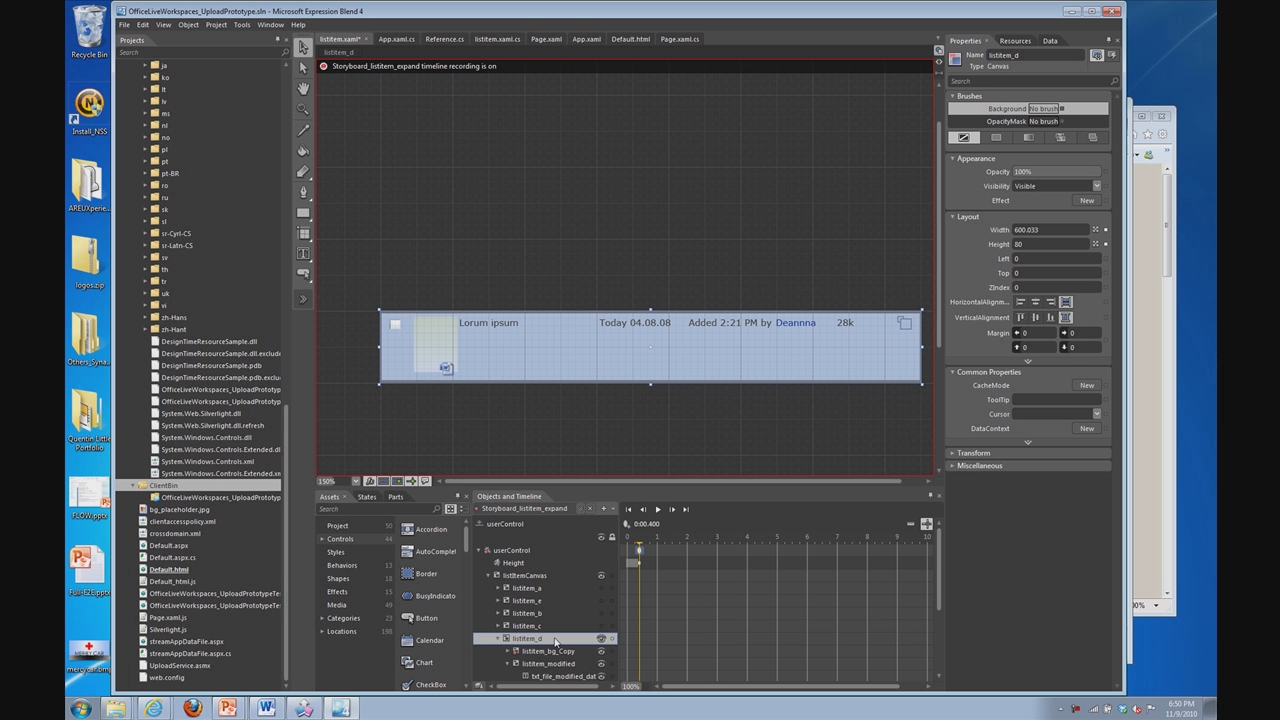 OfficeLiveWorkspaces_UploadPrototype.sln - Microsoft Expression Blend 4
File Edit View Object Project Tools Window Help
Recycle Bin
Install_NSS
AREUXperie...
logos.zip
Others_Syna...
Quentin Little Portfolio
FLOW.pptx
Full-E2E.pptx
Projects
Search
ja
ko
lt
lv
ms
nl
no
pl
pt
pt-BR
ro
ru
sk
sl
sr-Cyrl-CS
sr-Latn-CS
sv
th
tr
uk
vi
zh-Hans
zh-Hant
DesignTimeResourceSample.dll
DesignTimeResourceSample.dll.exclude
DesignTimeResourceSample.pdb
DesignTimeResourceSample.pdb.exclu
OfficeLiveWorkspaces_UploadPrototyp
OfficeLiveWorkspaces_UploadPrototyp
System.Web.Silverlight.dll
System.Web.Silverlight.dll.refresh
System.Windows.Controls.dll
System.Windows.Controls.Extended.d
System.Windows.Controls.xml
System.Windows.Controls.Extended.xn
ClientBin
OfficeLiveWorkspaces_UploadPrototyp
bg_placeholder.jpg
clientaccesspolicy.xml
crossdomain.xml
Default.aspx
Default.aspx.cs
Default.html
Default_html.js
OfficeLiveWorkspaces_UploadPrototypeTe
OfficeLiveWorkspaces_UploadPrototypeTe
Page.xaml.js
Silverlight.js
streamAppDataFile.aspx
streamAppDataFile.aspx.cs
UploadService.asmx
web.config
listitem.xaml* × App.xaml.cs Reference.cs listitem.xaml.cs Page.xaml App.xaml Default.html Page.xaml.cs
listitem_d
Storyboard_listitem_expand timeline recording is on
Lorum ipsum Today 04.08.08 Added 2:21 PM by Deannna 28k
150%
Assets × States Parts
Search
Project 50
Controls 44
Styles
Behaviors 13
Shapes 18
Effects 15
Media 49
Categories 23
Locations 198
Accordion
AutoComple
Border
BusyIndicato
Button
Calendar
Chart
CheckBox
Objects and Timeline
Storyboard_listitem_expand
userControl
0:00.400
0 1 2 3 4 5 6 7 8 9 10
userControl
Height
listItemCanvas
listitem_a
listitem_e
listitem_b
listitem_c
listitem_d
listitem_bg_Copy
listitem_modified
txt_file_modified_dat
100%
Properties × Resources Data
Name listitem_d
Type Canvas
Search
Brushes
Background No brush
OpacityMask No brush
Appearance
Opacity 100%
Visibility Visible
Effect New
Layout
Width 600.033
Height 80
Left 0
Top 0
ZIndex 0
HorizontalAlignm...
VerticalAlignment
Margin 0 0
0 0
Common Properties
CacheMode New
ToolTip
Cursor
DataContext New
Transform
Miscellaneous
6:50 PM
11/9/2010